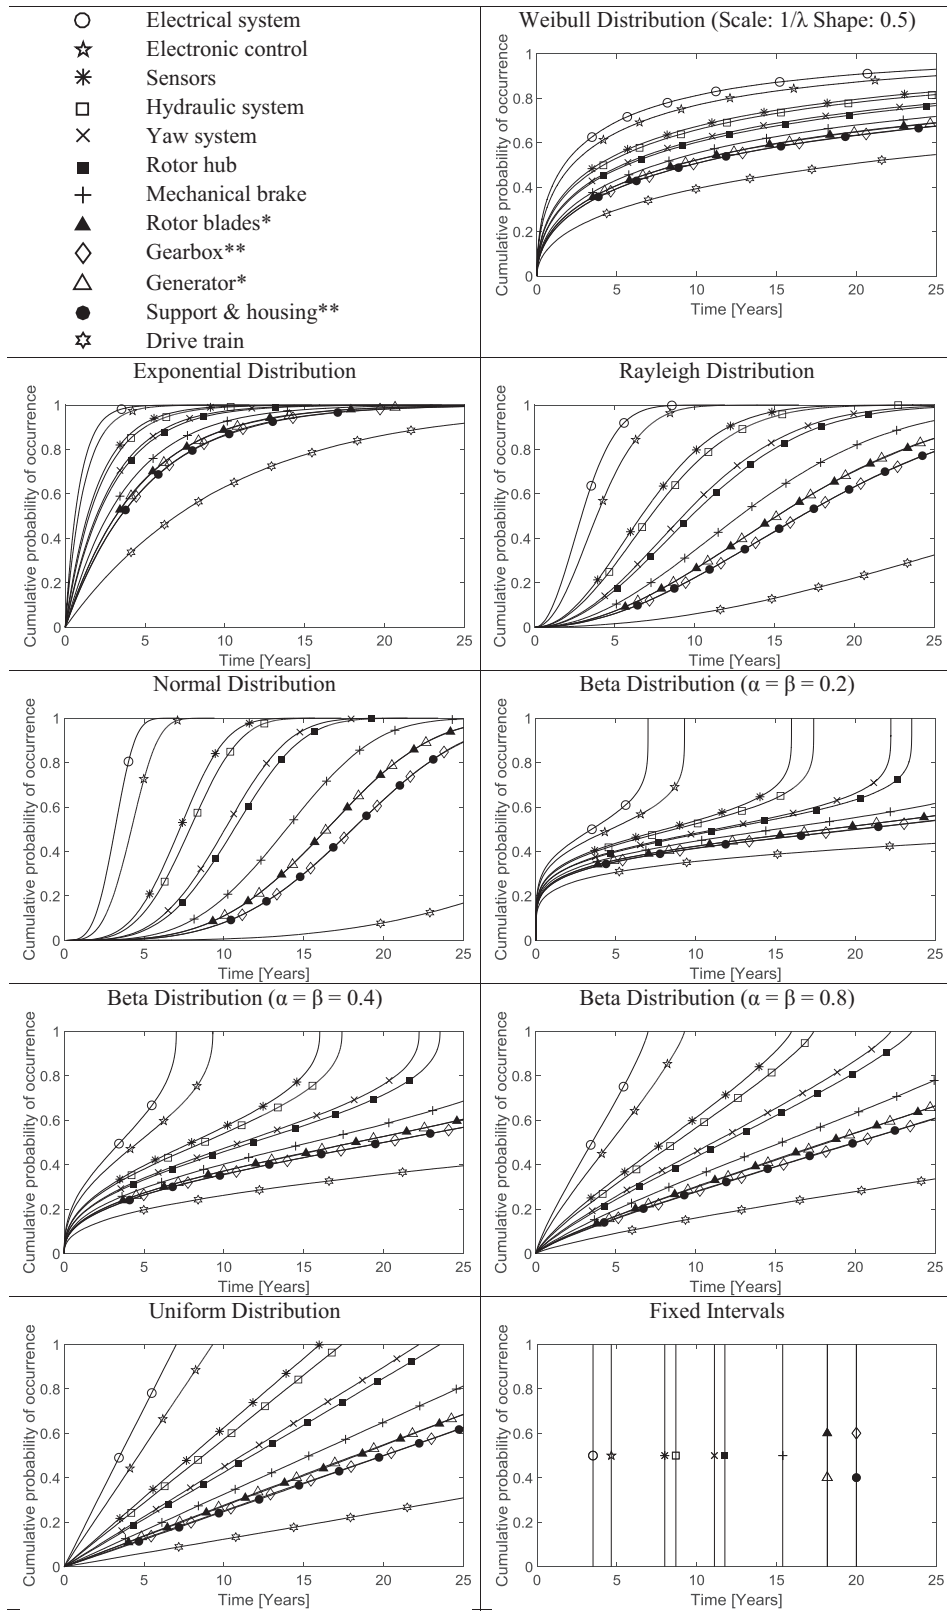 Electrical system
Electronic control
Sensors
Hydraulic system
Yaw system
Rotor hub
Mechanical brake
Rotor blades*
Gearbox**
Generator*
Support & housing**
Drive train
Weibull Distribution (Scale: 1/λ Shape: 0.5)
Cumulative probability of occurrence
1
0.8
0.6
0.4
0.2
0
0 5 10 15 20 25
Time [Years]
Exponential Distribution
Cumulative probability of occurrence
1
0.8
0.6
0.4
0.2
0
0 5 10 15 20 25
Time [Years]
Rayleigh Distribution
Cumulative probability of occurrence
1
0.8
0.6
0.4
0.2
0
0 5 10 15 20 25
Time [Years]
Normal Distribution
Cumulative probability of occurrence
1
0.8
0.6
0.4
0.2
0
0 5 10 15 20 25
Time [Years]
Beta Distribution (α = β = 0.2)
Cumulative probability of occurrence
1
0.8
0.6
0.4
0.2
0
0 5 10 15 20 25
Time [Years]
Beta Distribution (α = β = 0.4)
Cumulative probability of occurrence
1
0.8
0.6
0.4
0.2
0
0 5 10 15 20 25
Time [Years]
Beta Distribution (α = β = 0.8)
Cumulative probability of occurrence
1
0.8
0.6
0.4
0.2
0
0 5 10 15 20 25
Time [Years]
Uniform Distribution
Cumulative probability of occurrence
1
0.8
0.6
0.4
0.2
0
0 5 10 15 20 25
Time [Years]
Fixed Intervals
Cumulative probability of occurrence
1
0.8
0.6
0.4
0.2
0
0 5 10 15 20 25
Time [Years]